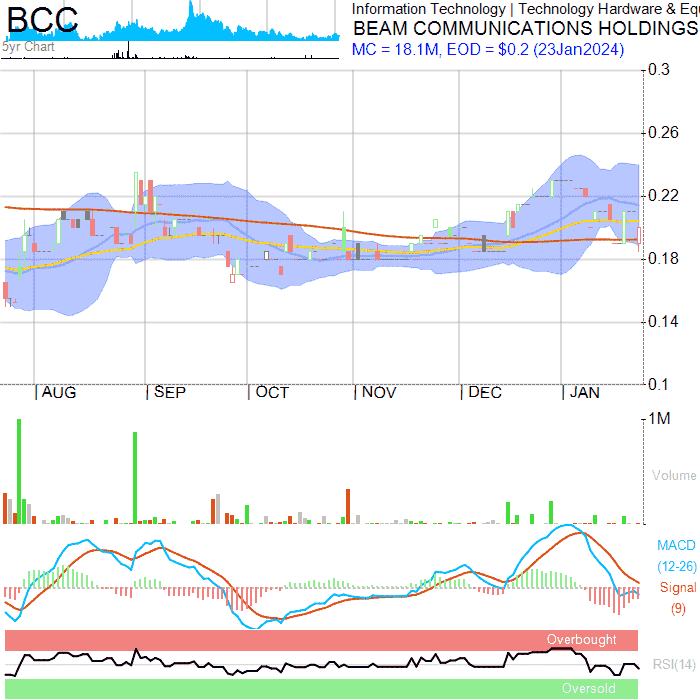 BCC
Information Technology | Technology Hardware & Equ
BEAM COMMUNICATIONS HOLDINGS
5yr Chart
MC = 18.1M, EOD = $0.2 (23Jan2024)
0.3
0.26
0.22
0.18
0.14
0.1
| AUG | SEP | OCT | NOV | DEC | JAN
1M
Volume
MACD
(12-26)
Signal
(9)
Overbought
RSI(14)
Oversold